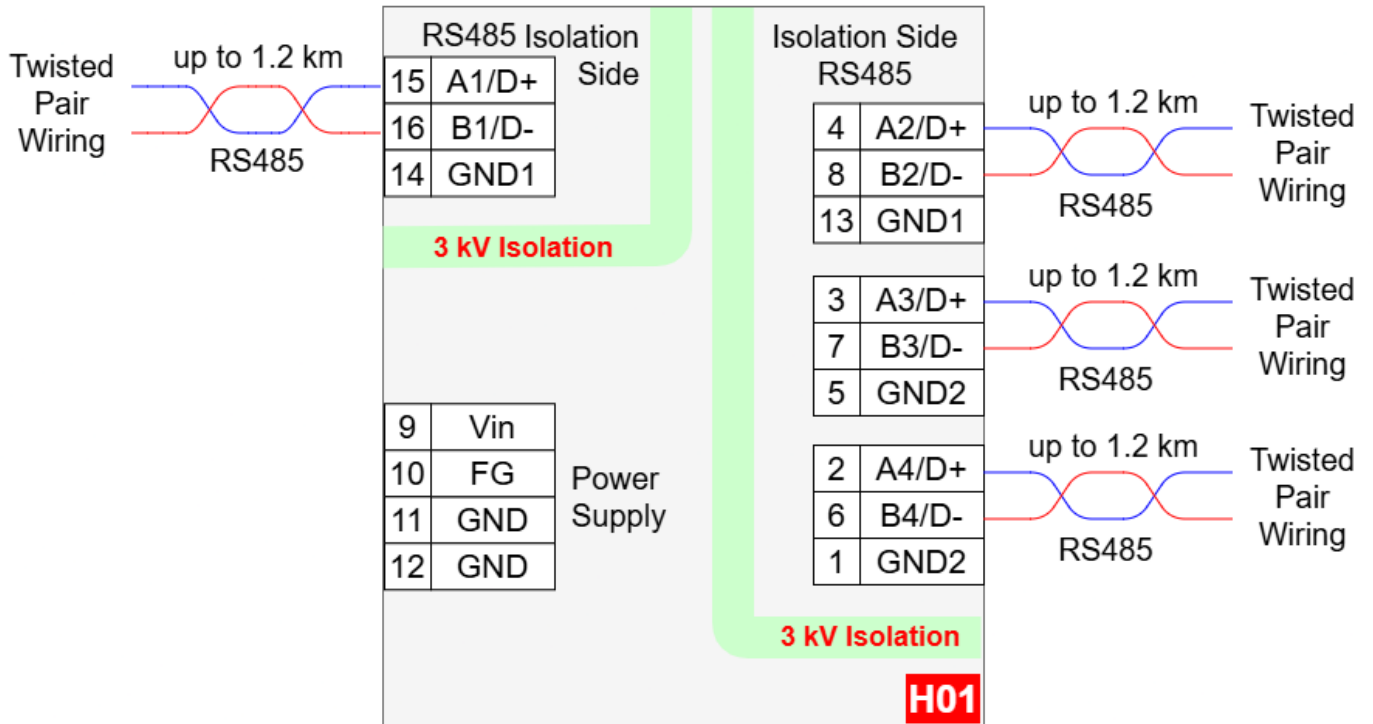 Twisted
Pair
Wiring
up to 1.2 km
RS485
RS485 Isolation
Side
15 A1/D+
16 B1/D-
14 GND1
3 kV Isolation
9 Vin
10 FG
11 GND
12 GND
Power
Supply
Isolation Side
RS485
4 A2/D+
8 B2/D-
13 GND1
up to 1.2 km
RS485
Twisted
Pair
Wiring
3 A3/D+
7 B3/D-
5 GND2
up to 1.2 km
RS485
Twisted
Pair
Wiring
2 A4/D+
6 B4/D-
1 GND2
up to 1.2 km
RS485
Twisted
Pair
Wiring
3 kV Isolation
H01